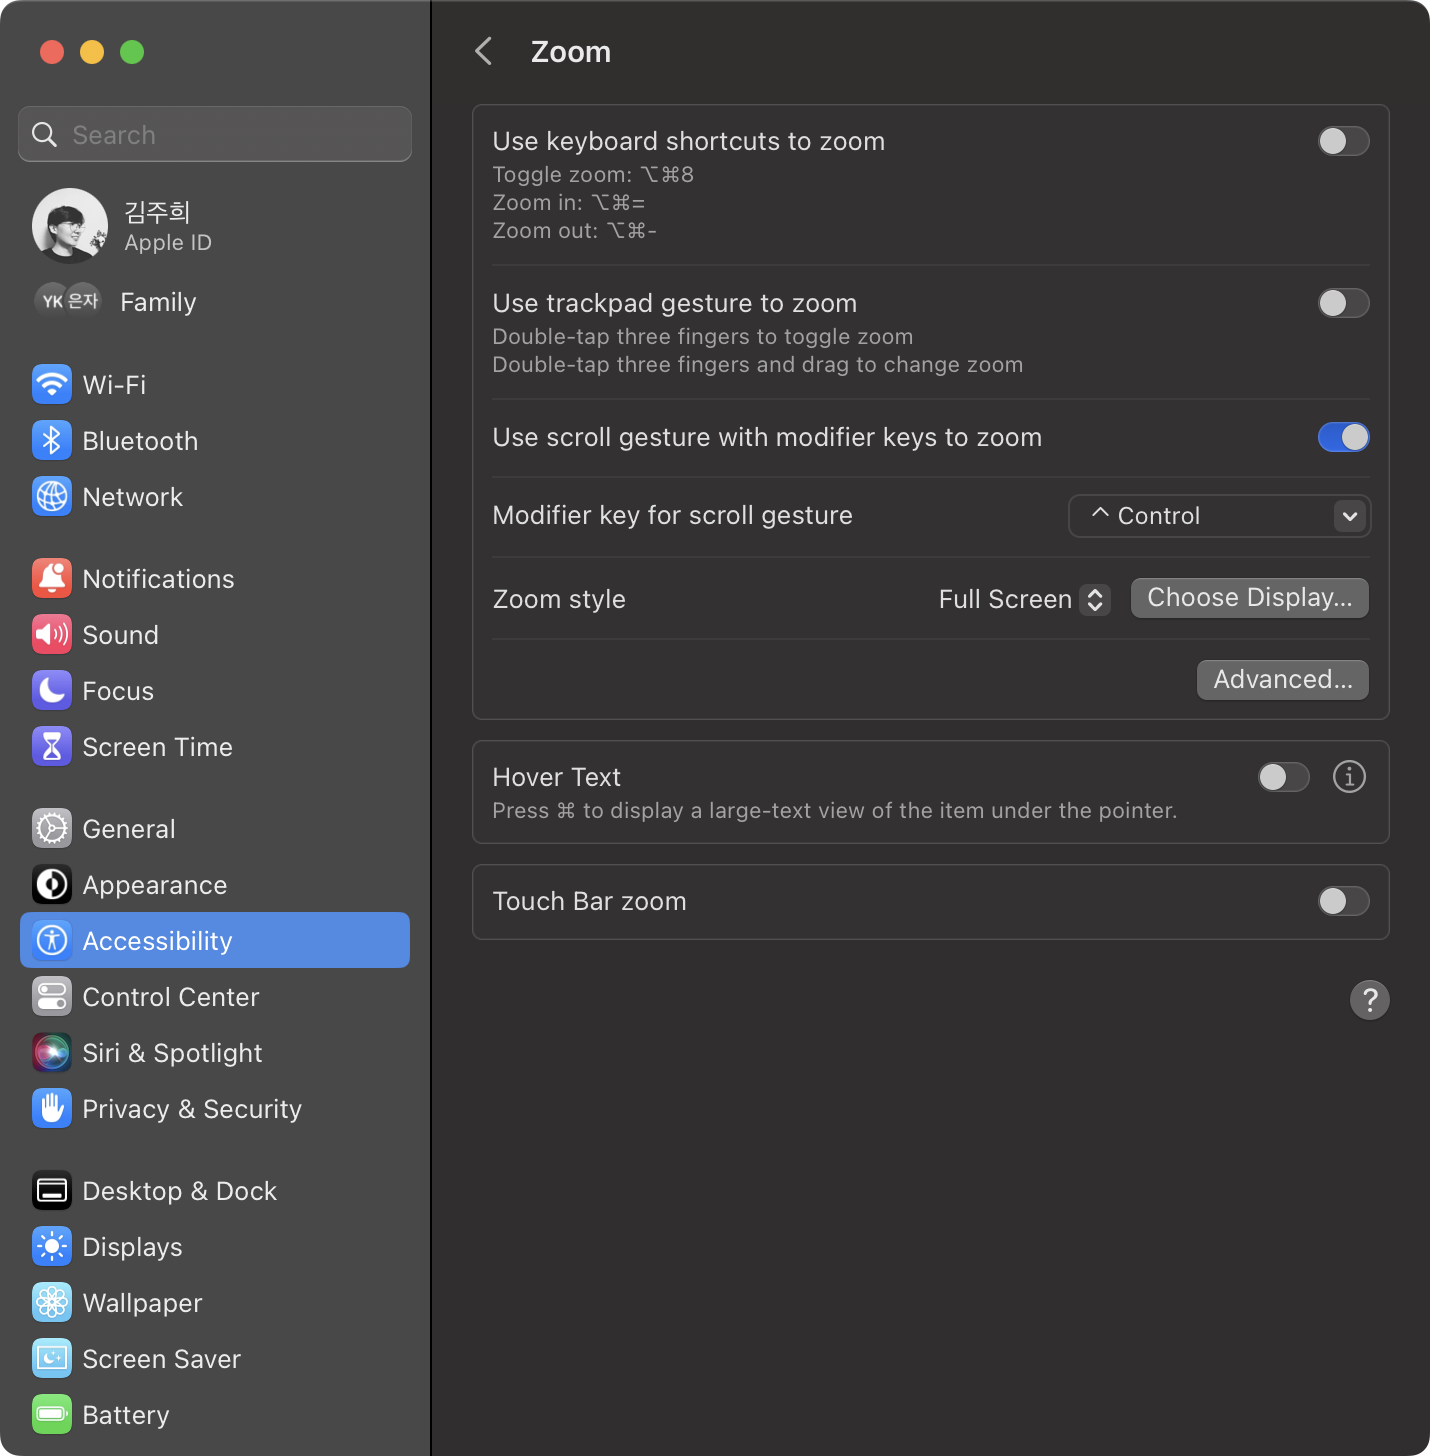 Search
김주희
Apple ID
YK 은자 Family
Wi-Fi
Bluetooth
Network
Notifications
Sound
Focus
Screen Time
General
Appearance
Accessibility
Control Center
Siri & Spotlight
Privacy & Security
Desktop & Dock
Displays
Wallpaper
Screen Saver
Battery
Zoom
Use keyboard shortcuts to zoom
Toggle zoom: ⌥⌘8
Zoom in: ⌥⌘=
Zoom out: ⌥⌘-
Use trackpad gesture to zoom
Double-tap three fingers to toggle zoom
Double-tap three fingers and drag to change zoom
Use scroll gesture with modifier keys to zoom
Modifier key for scroll gesture ⌃ Control
Zoom style Full Screen Choose Display...
Advanced...
Hover Text
Press ⌘ to display a large-text view of the item under the pointer.
Touch Bar zoom
?